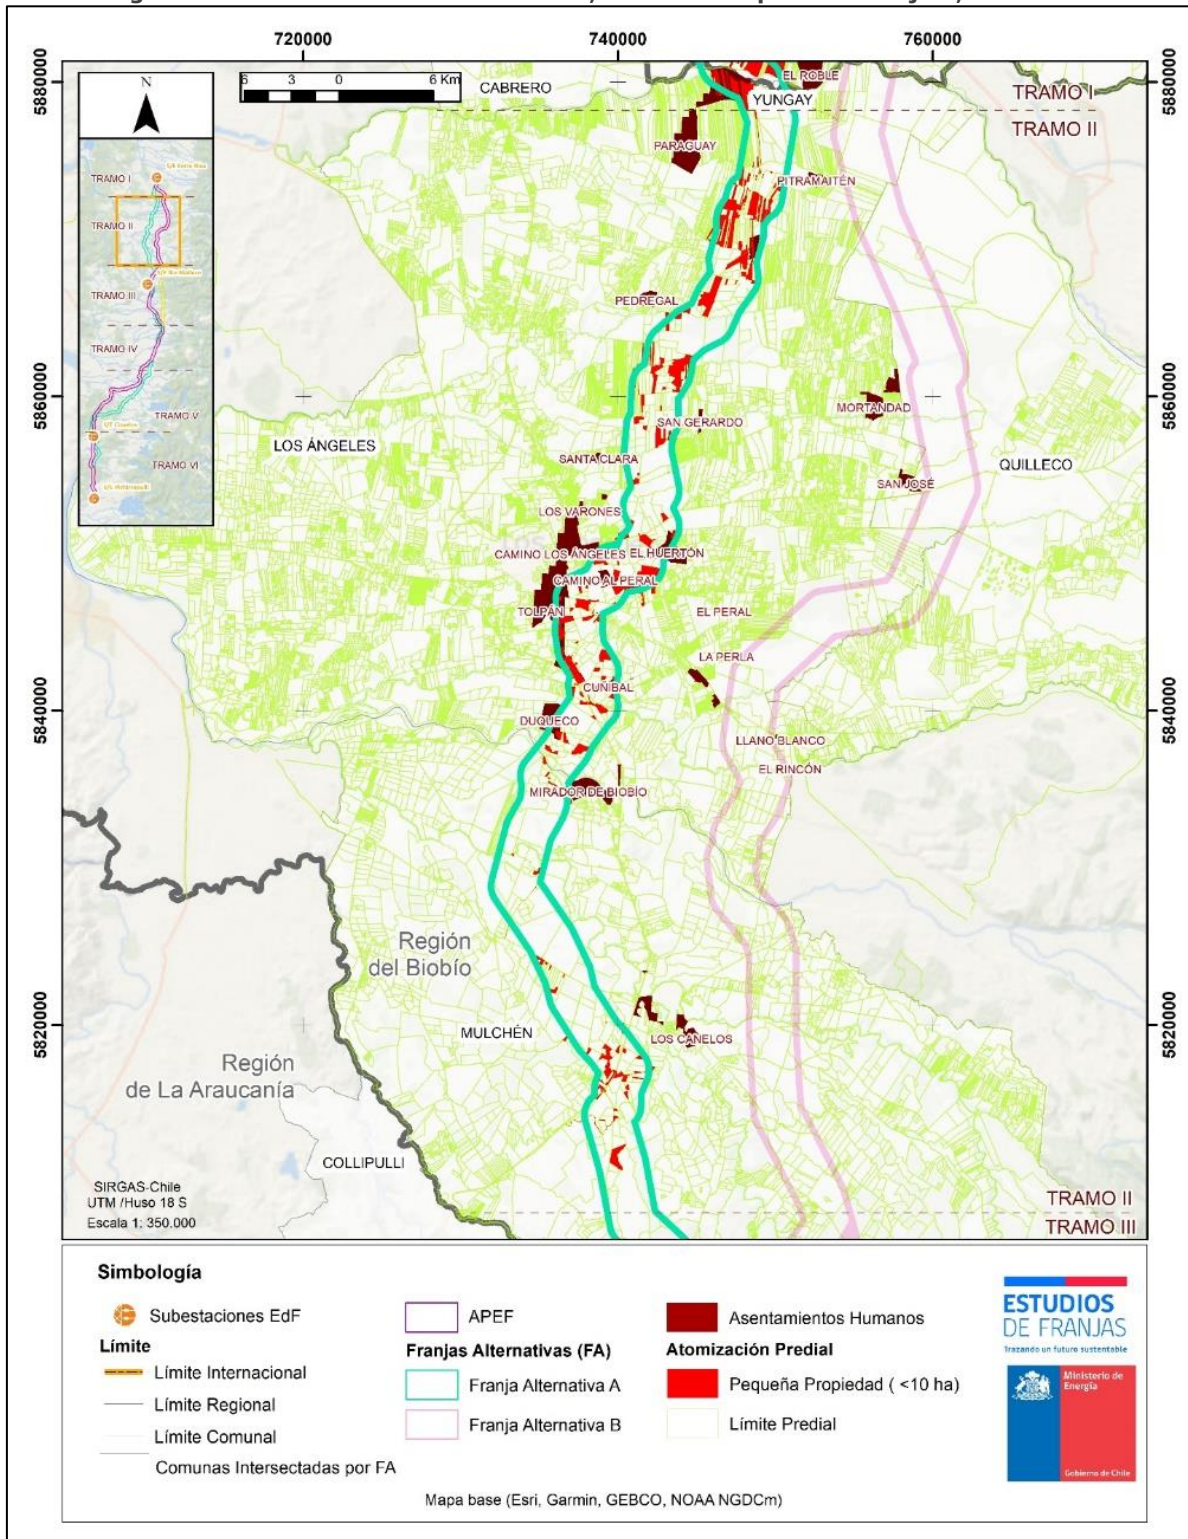 720000
740000
760000
5880000
5860000
5840000
5820000
5880000
5860000
5840000
5820000
N
6 3 0 6 Km
TRAMO I
TRAMO II
TRAMO III
TRAMO IV
TRAMO V
TRAMO VI
CABRERO
EL ROBLE
YUNGAY
TRAMO I
TRAMO II
PARAGUAY
PITRAMAITÉN
PEDREGAL
MORTANDAD
SAN GERARDO
LOS ÁNGELES
SANTA CLARA
QUILLECO
SAN JOSÉ
LOS VARONES
CAMINO LOS ÁNGELES
EL HUERTÓN
CAMINO AL PERAL
TOLPÁN
EL PERAL
LA PERLA
CUÑIBAL
DUQUECO
LLANO BLANCO
EL RINCÓN
MIRADOR DE BIOBÍO
Región
del Biobío
MULCHÉN
LOS CANELOS
Región
de La Araucanía
COLLIPULLI
SIRGAS-Chile
UTM /Huso 18 S
Escala 1: 350.000
TRAMO II
TRAMO III
Simbología
Subestaciones EdF
Límite
Límite Internacional
Límite Regional
Límite Comunal
Comunas Intersectadas por FA
APEF
Franjas Alternativas (FA)
Franja Alternativa A
Franja Alternativa B
Asentamientos Humanos
Atomización Predial
Pequeña Propiedad ( <10 ha)
Límite Predial
ESTUDIOS
DE FRANJAS
Trazando un futuro sustentable
Ministerio de
Energía
Gobierno de Chile
Mapa base (Esri, Garmin, GEBCO, NOAA NGDCm)